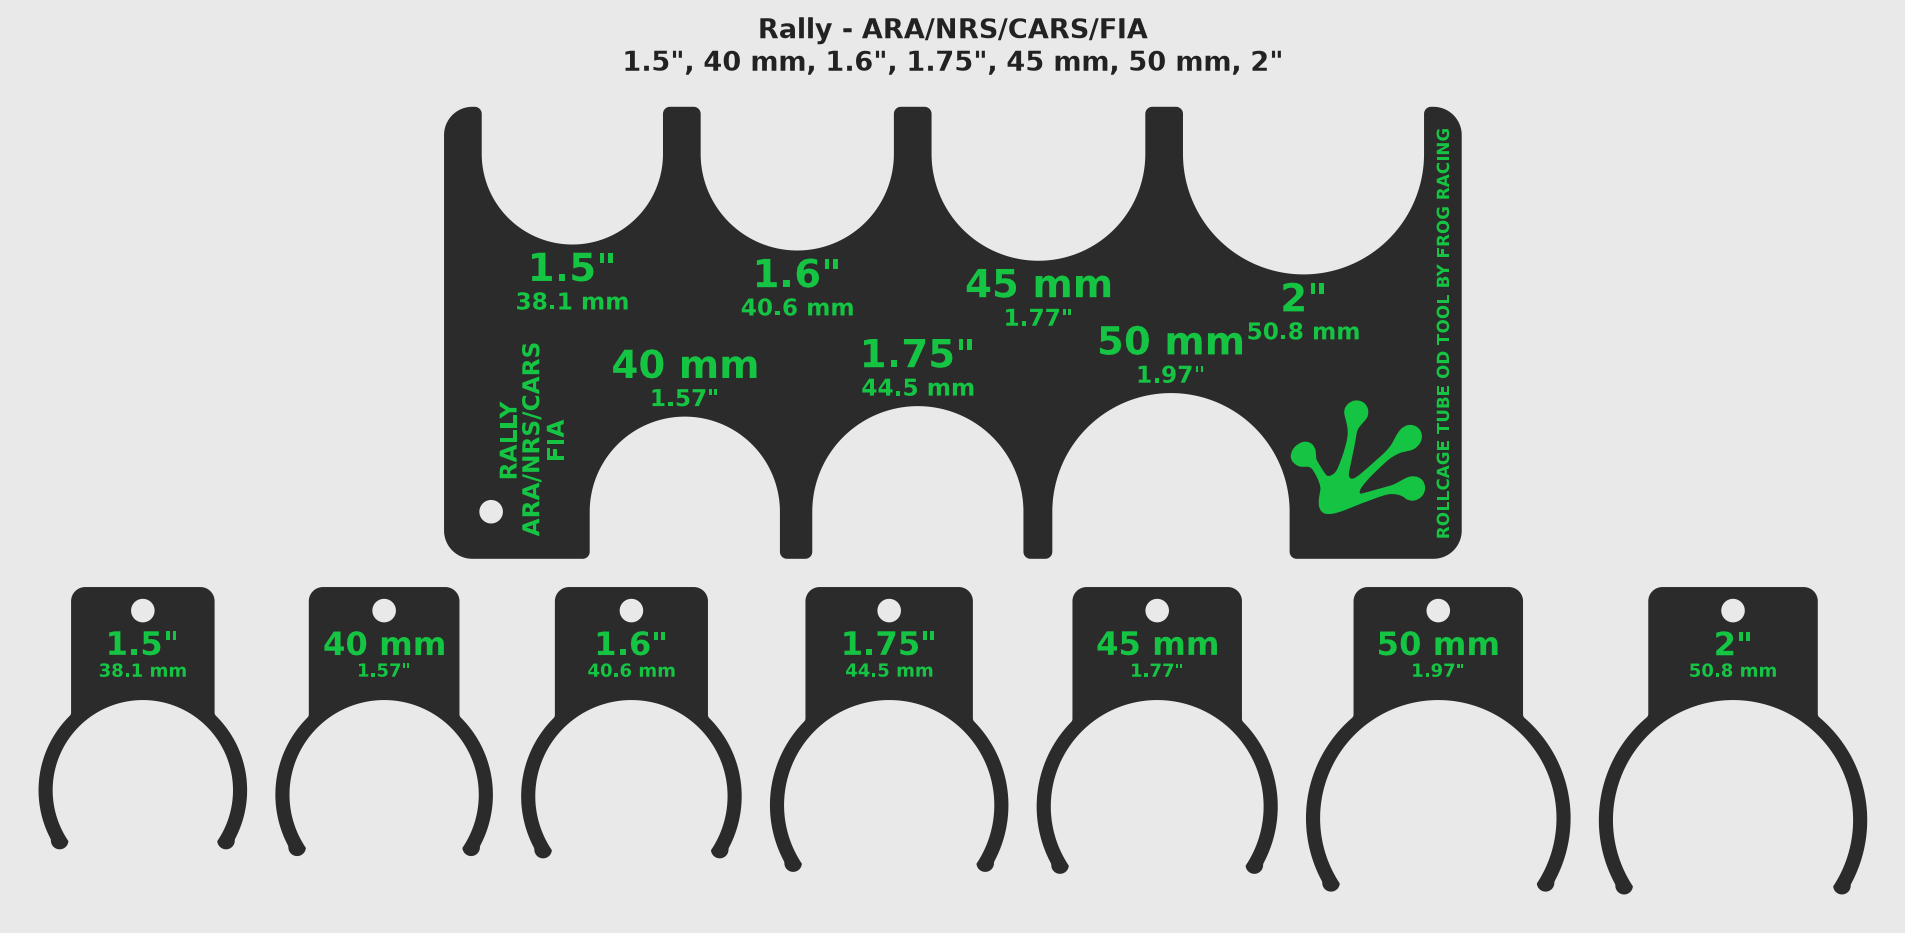 Rally - ARA/NRS/CARS/FIA
1.5", 40 mm, 1.6", 1.75", 45 mm, 50 mm, 2"
1.5"
38.1 mm
1.6"
40.6 mm
45 mm
1.77"
2"
50.8 mm
40 mm
1.57"
1.75"
44.5 mm
50 mm
1.97"
RALLY
ARA/NRS/CARS
FIA
ROLLCAGE TUBE OD TOOL BY FROG RACING
1.5"
38.1 mm
40 mm
1.57"
1.6"
40.6 mm
1.75"
44.5 mm
45 mm
1.77"
50 mm
1.97"
2"
50.8 mm